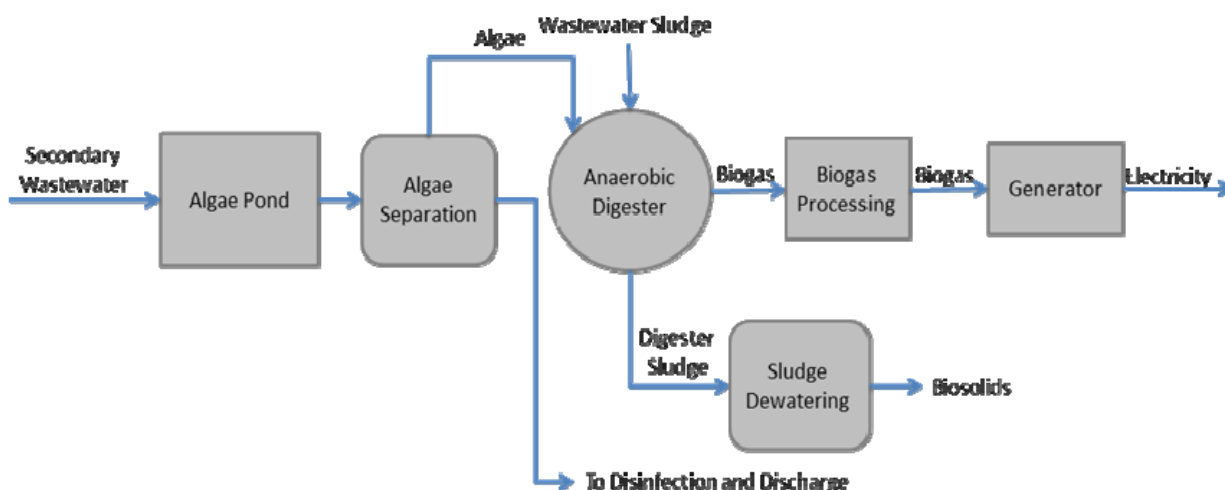 Wastewater Sludge
Algae
Secondary
Wastewater
Algae Pond
Algae
Separation
Anaerobic
Digester
Biogas
Biogas
Processing
Biogas
Generator
Electricity
Digester
Sludge
Sludge
Dewatering
Biosolids
To Disinfection and Discharge